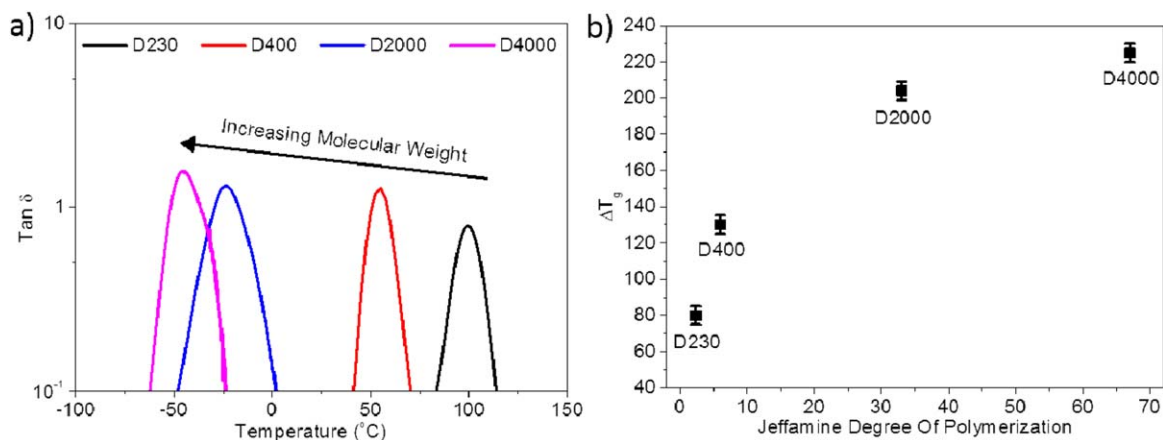 a)
D230 D400 D2000 D4000
10
1
10-1
Tan δ
Increasing Molecular Weight
-100 -50 0 50 100 150
Temperature (°C)
b)
240
220
200
180
160
140
120
100
80
60
40
ΔTg
D4000
D2000
D400
D230
0 10 20 30 40 50 60 70
Jeffamine Degree Of Polymerization